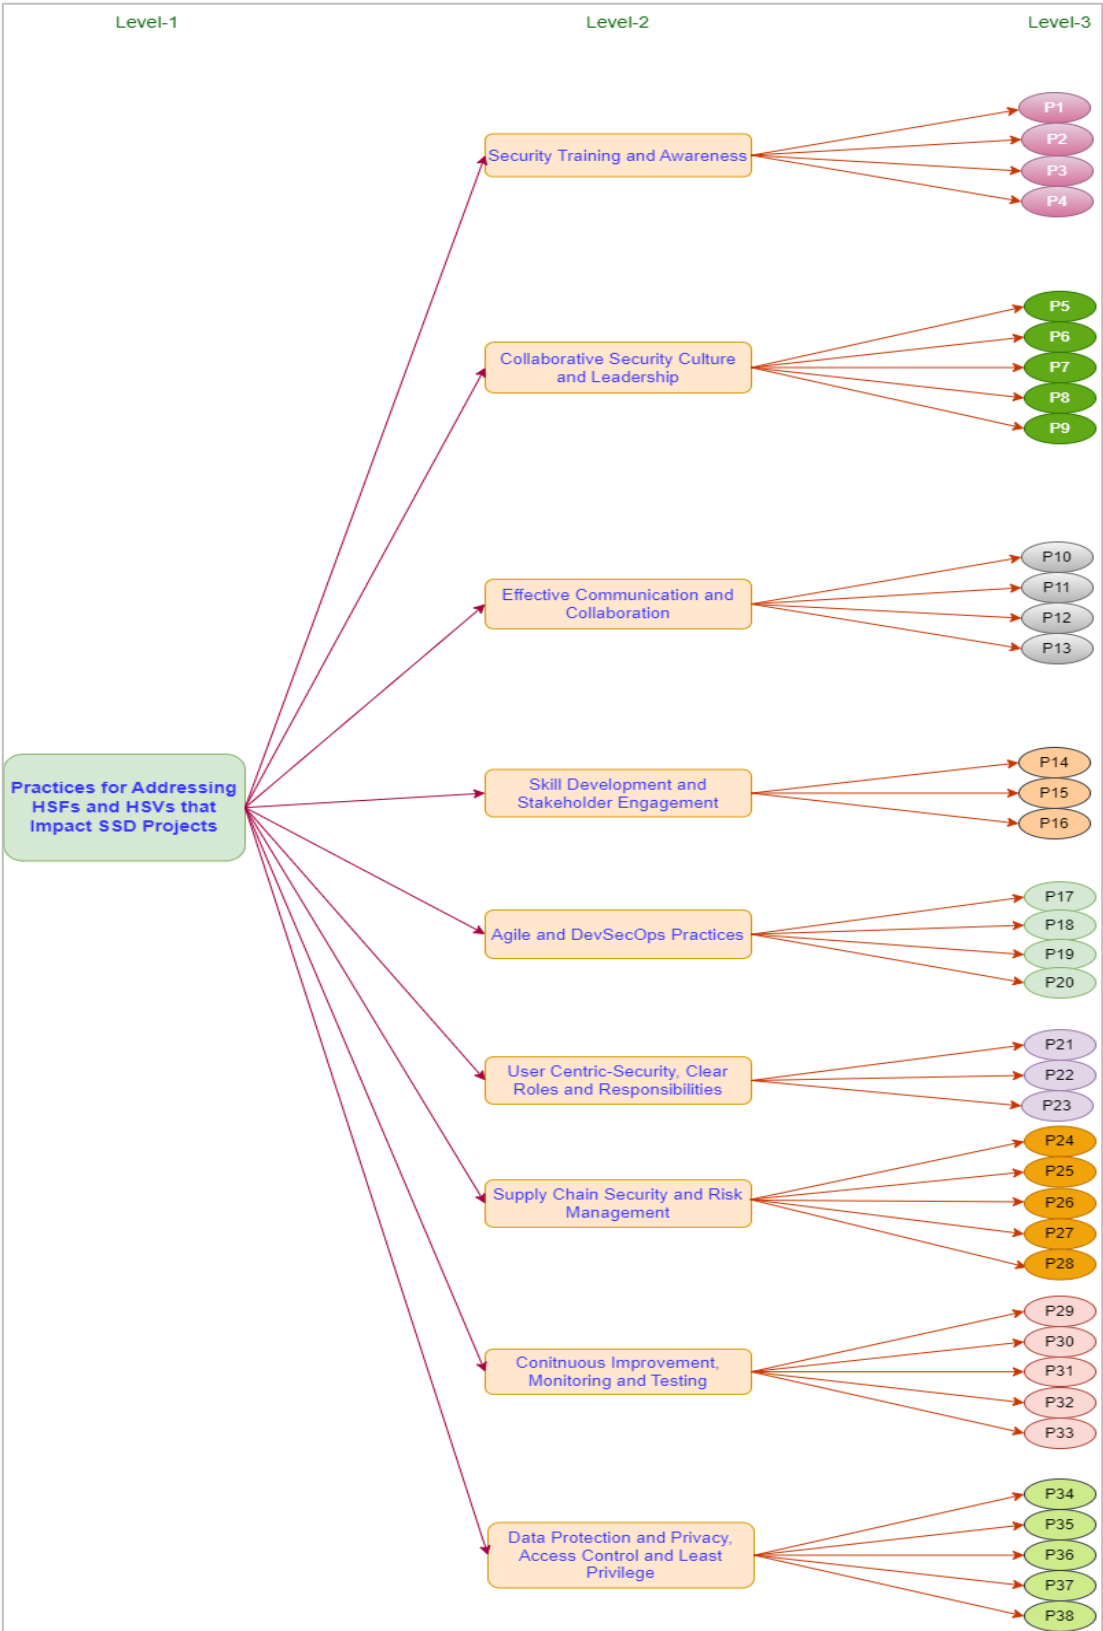 Level-1
Level-2
Level-3
Security Training and Awareness
P1
P2
P3
P4
Collaborative Security Culture
and Leadership
P5
P6
P7
P8
P9
Effective Communication and
Collaboration
P10
P11
P12
P13
Practices for Addressing
HSFs and HSVs that
Impact SSD Projects
Skill Development and
Stakeholder Engagement
P14
P15
P16
Agile and DevSecOps Practices
P17
P18
P19
P20
User Centric-Security, Clear
Roles and Responsibilities
P21
P22
P23
Supply Chain Security and Risk
Management
P24
P25
P26
P27
P28
Conitnuous Improvement,
Monitoring and Testing
P29
P30
P31
P32
P33
Data Protection and Privacy,
Access Control and Least
Privilege
P34
P35
P36
P37
P38